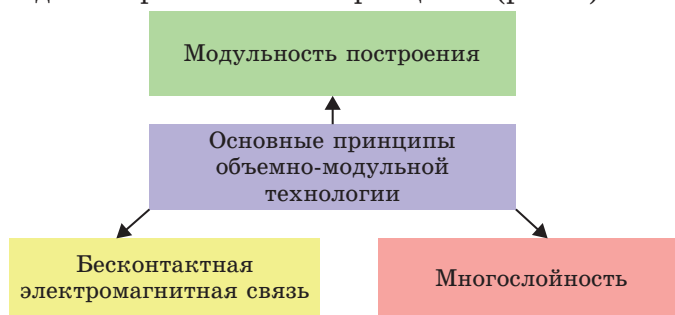 Модульность построения
Основные принципы
объемно-модульной
технологии
Бесконтактная
электромагнитная связь
Многослойность